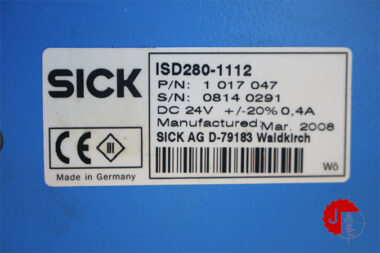 SICK
ISD280-1112
P/N: 1 017 047
S/N: 0814 0291
DC 24V +/-20% 0,4A
Manufactured: Mar. 2008
SICK AG D-79183 Waldkirch
CE III
Made in Germany
Wö